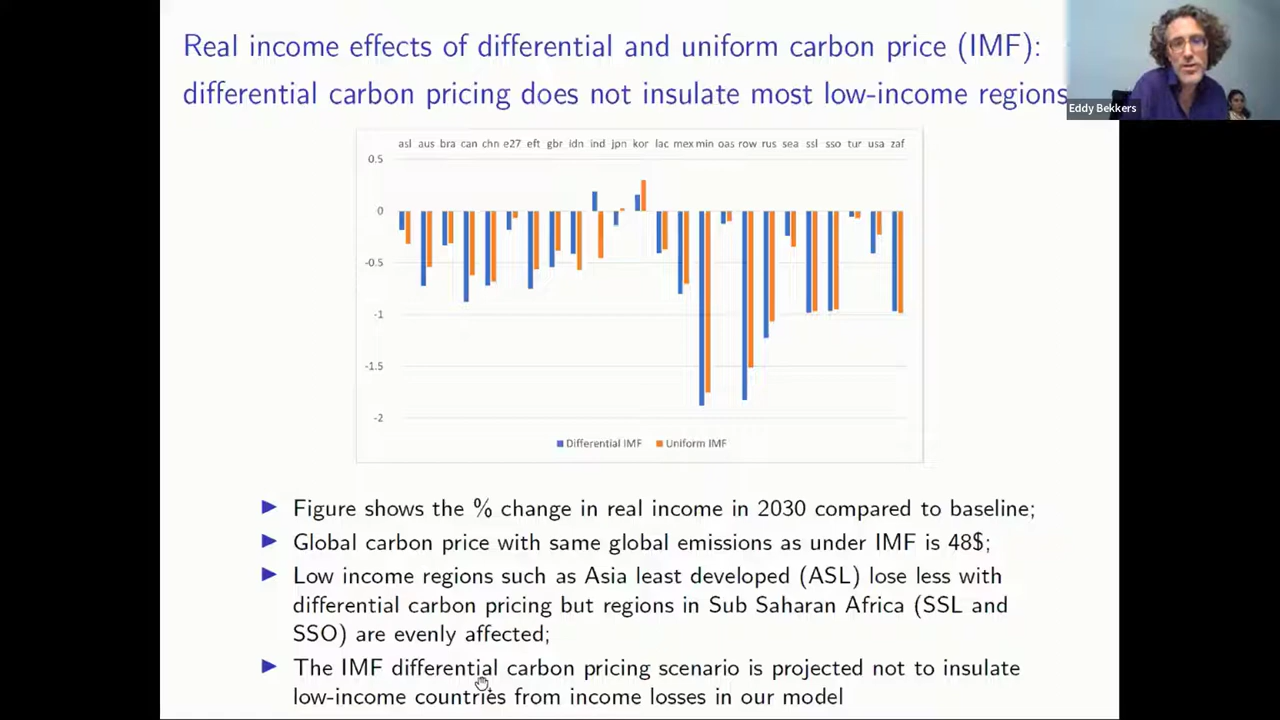 Real income effects of differential and uniform carbon price (IMF):
differential carbon pricing does not insulate most low-income regions
Eddy Bekkers
asl aus bra can chn e27 eft gbr idn ind jpn kor lac mex min oas row rus sea ssl sso tur usa zaf
0.5
0
-0.5
-1
-1.5
-2
Differential IMF Uniform IMF
Figure shows the % change in real income in 2030 compared to baseline;
Global carbon price with same global emissions as under IMF is 48$;
Low income regions such as Asia least developed (ASL) lose less with
differential carbon pricing but regions in Sub Saharan Africa (SSL and
SSO) are evenly affected;
The IMF differential carbon pricing scenario is projected not to insulate
low-income countries from income losses in our model